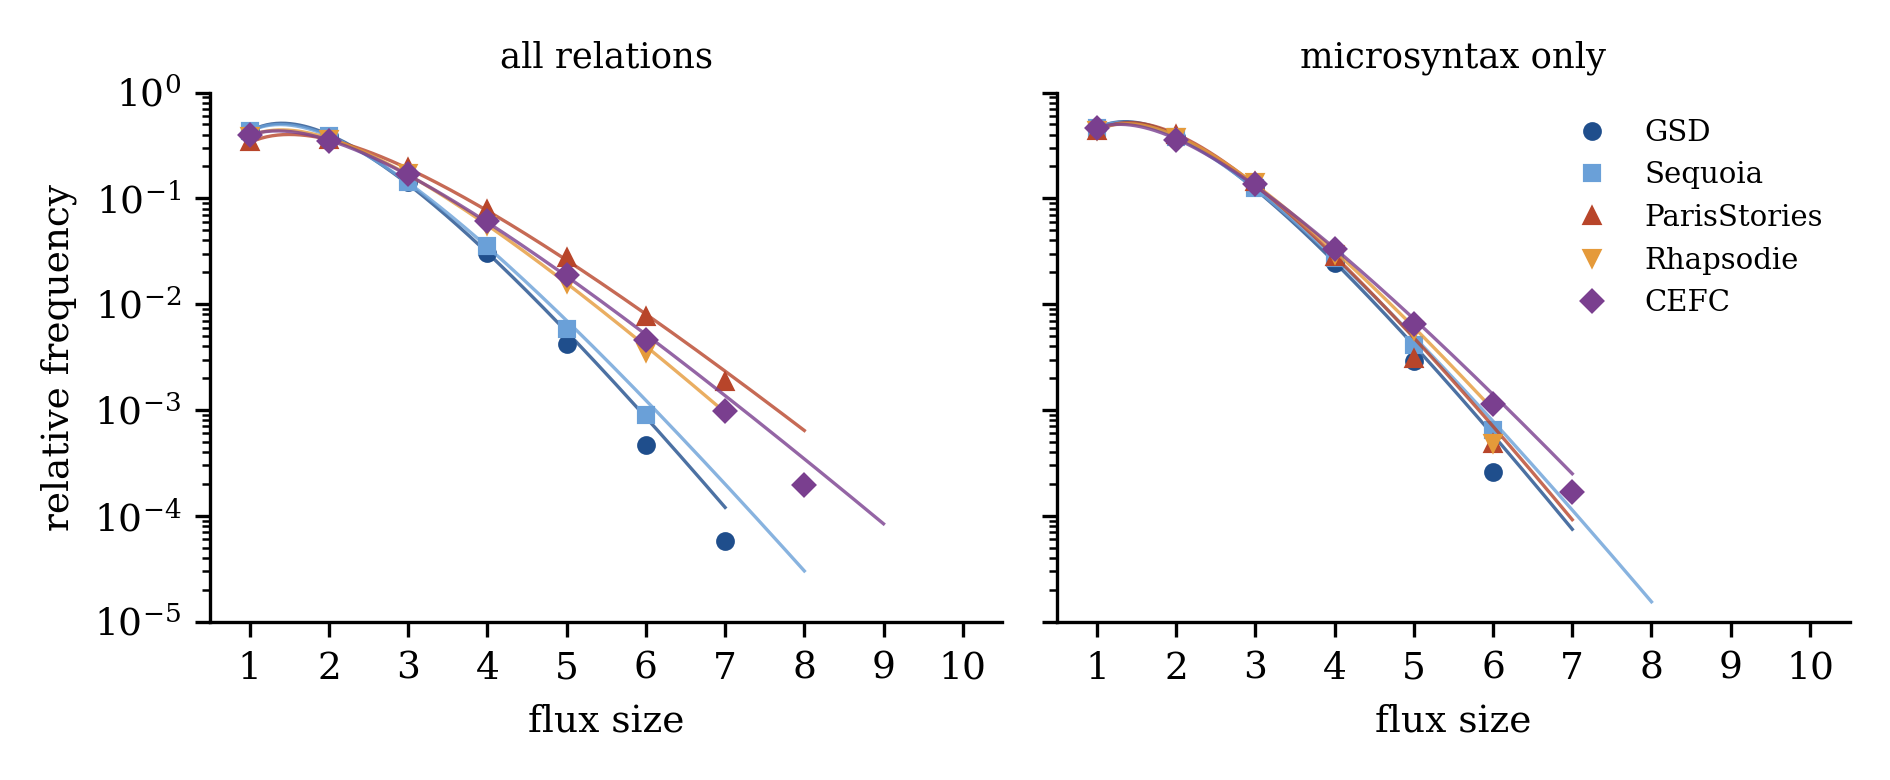 all relations
microsyntax only
relative frequency
10⁰
10⁻¹
10⁻²
10⁻³
10⁻⁴
10⁻⁵
1 2 3 4 5 6 7 8 9 10
flux size
GSD
Sequoia
ParisStories
Rhapsodie
CEFC
1 2 3 4 5 6 7 8 9 10
flux size